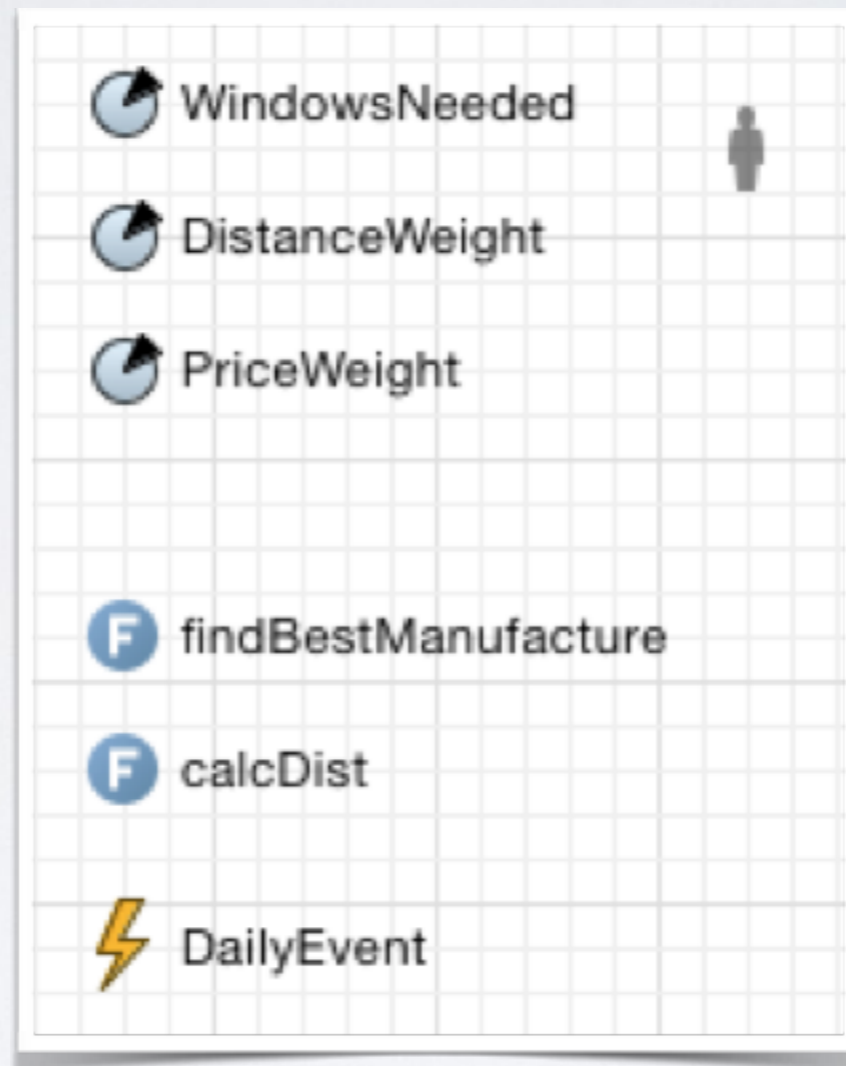 WindowsNeeded
DistanceWeight
PriceWeight
F findBestManufacture
F calcDist
DailyEvent